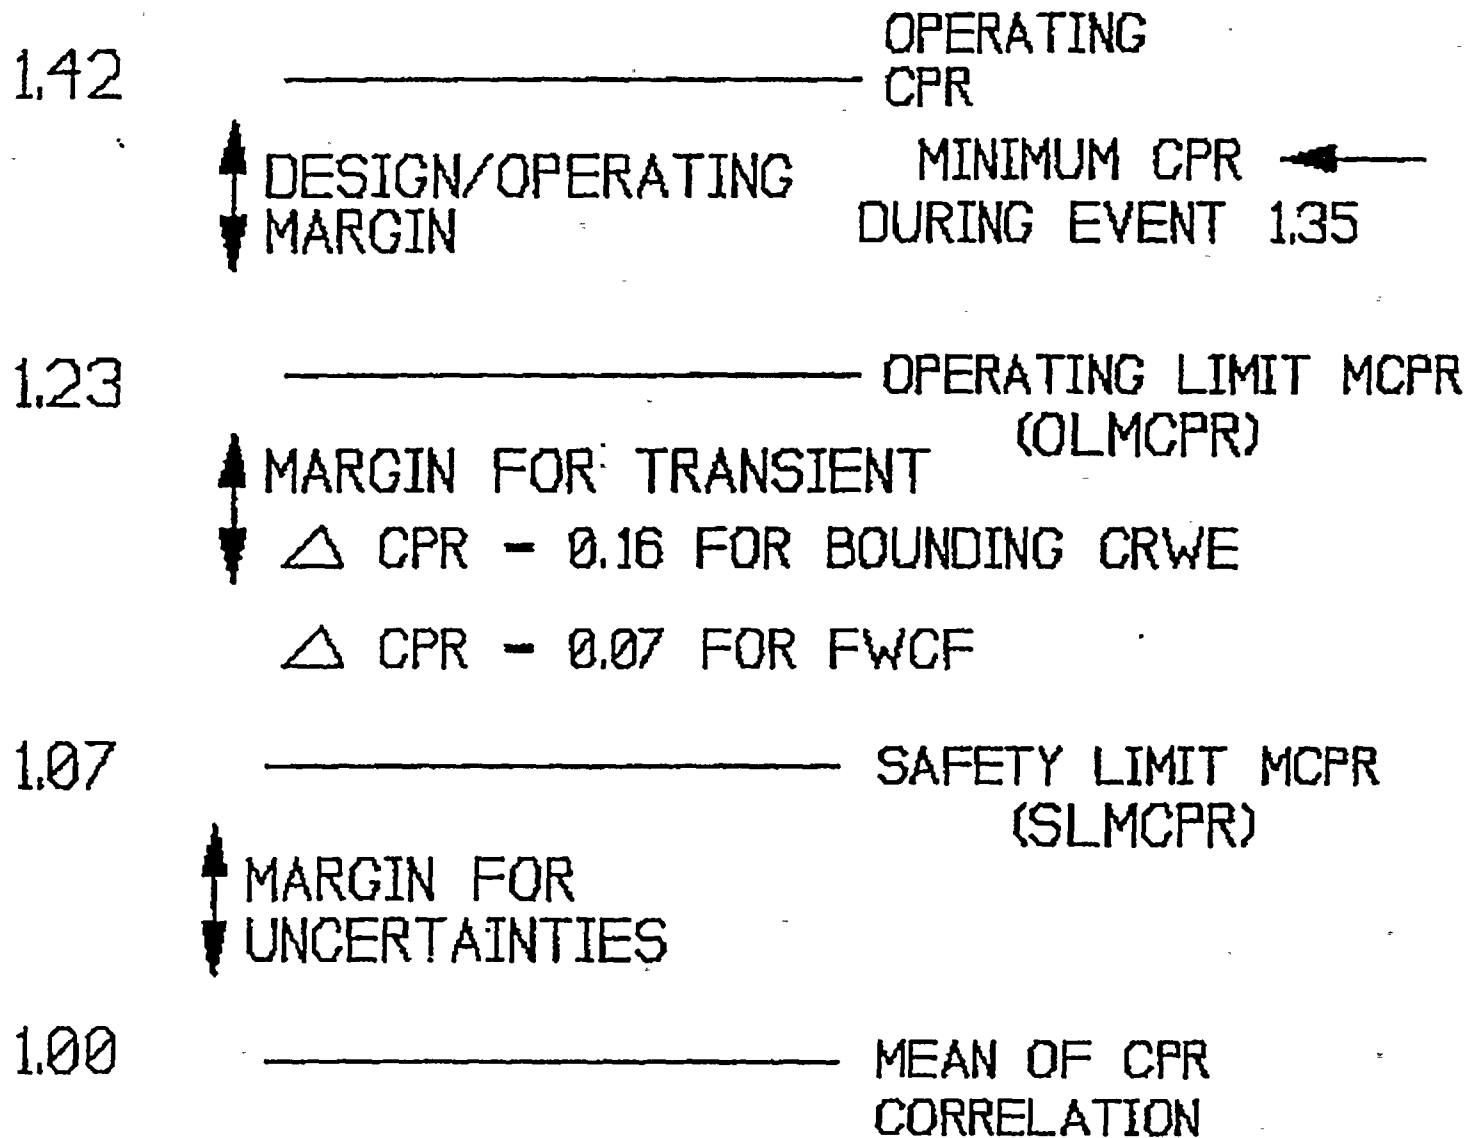 1.42
OPERATING
CPR
DESIGN/OPERATING
MARGIN
MINIMUM CPR
DURING EVENT 1.35
1.23
OPERATING LIMIT MCPR
(OLMCPR)
MARGIN FOR TRANSIENT
△ CPR - 0.16 FOR BOUNDING CRWE
△ CPR - 0.07 FOR FWCF
1.07
SAFETY LIMIT MCPR
(SLMCPR)
MARGIN FOR
UNCERTAINTIES
1.00
MEAN OF CPR
CORRELATION